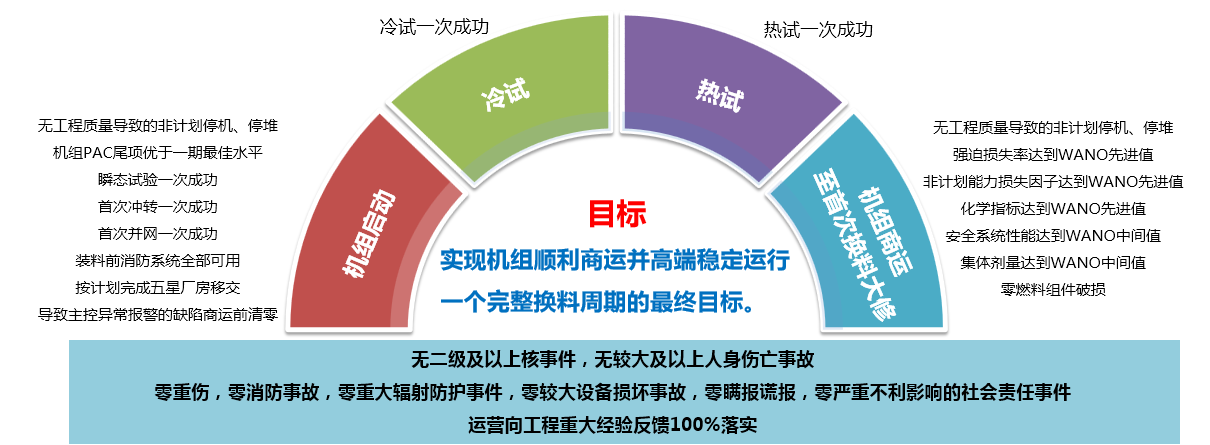 冷试一次成功
热试一次成功
冷试
热试
无工程质量导致的非计划停机、停堆
机组PAC尾项优于一期最佳水平
瞬态试验一次成功
首次冲转一次成功
首次并网一次成功
装料前消防系统全部可用
按计划完成五星厂房移交
导致主控异常报警的缺陷商运前清零
机组启动
目标
实现机组顺利商运并高端稳定运行
一个完整换料周期的最终目标。
机组商运
至首次换料大修
无工程质量导致的非计划停机、停堆
强迫损失率达到WANO先进值
非计划能力损失因子达到WANO先进值
化学指标达到WANO先进值
安全系统性能达到WANO中间值
集体剂量达到WANO中间值
零燃料组件破损
无二级及以上核事件，无较大及以上人身伤亡事故
零重伤，零消防事故，零重大辐射防护事件，零较大设备损坏事故，零瞒报谎报，零严重不利影响的社会责任事件
运营向工程重大经验反馈100%落实